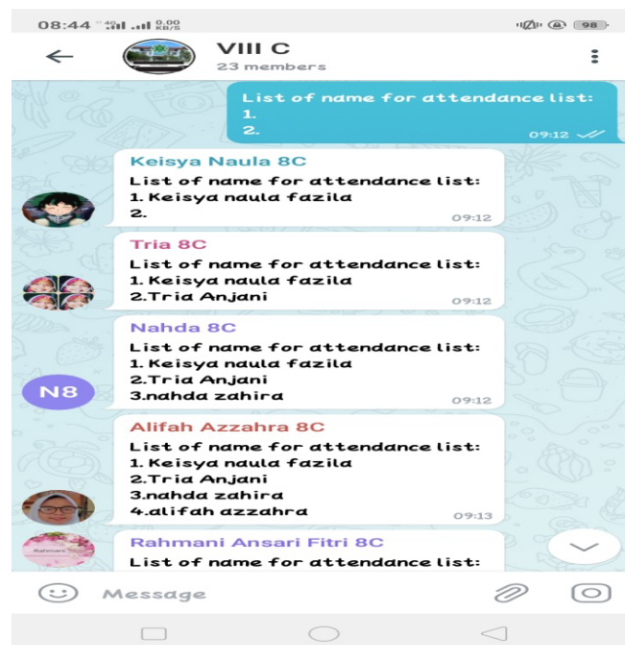 08:44
0.00
KB/S
98
VIII C
23 members
List of name for attendance list:
1.
2.
09:12
Keisya Naula 8C
List of name for attendance list:
1. Keisya naula fazila
2.
09:12
Tria 8C
List of name for attendance list:
1. Keisya naula fazila
2.Tria Anjani
09:12
Nahda 8C
List of name for attendance list:
1. Keisya naula fazila
2.Tria Anjani
3.nahda zahira
N8
09:12
Alifah Azzahra 8C
List of name for attendance list:
1. Keisya naula fazila
2.Tria Anjani
3.nahda zahira
4.alifah azzahra
09:13
Rahmani Ansari Fitri 8C
List of name for attendance list:
Message